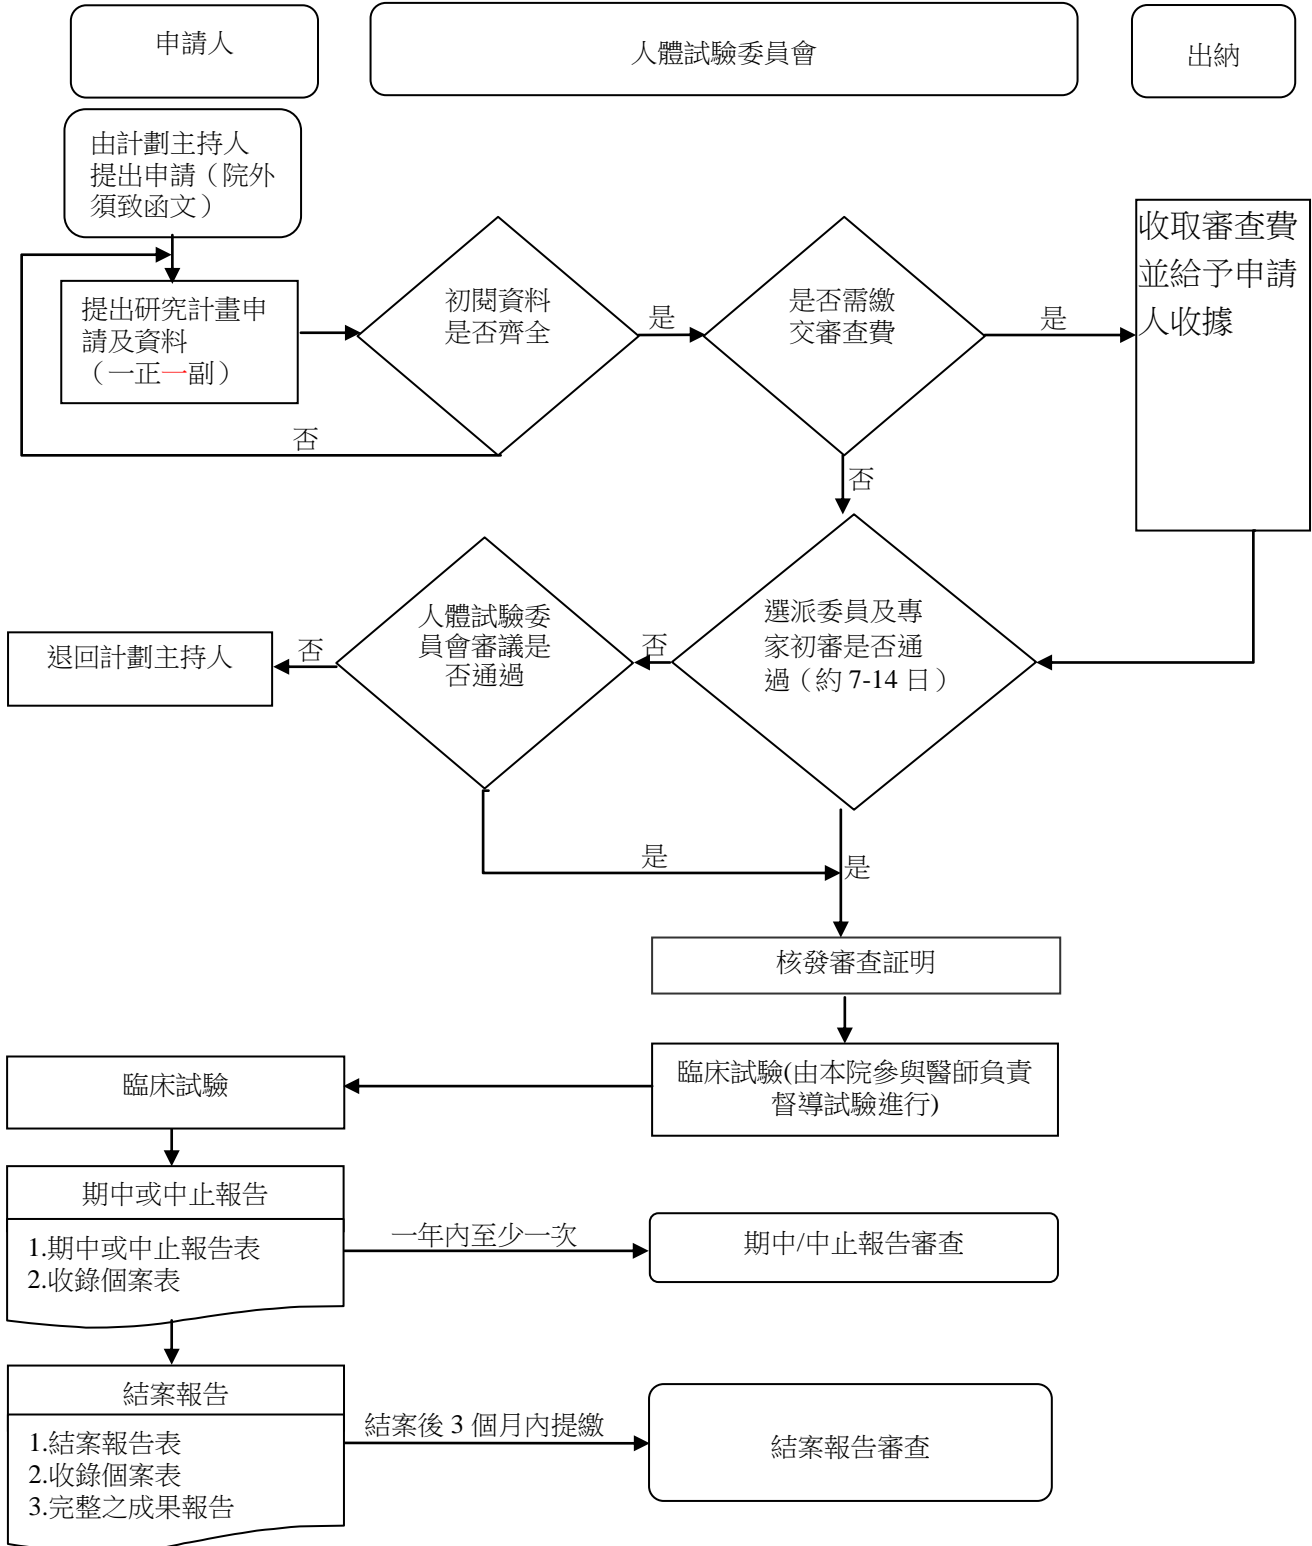 申請人
人體試驗委員會
出納
由計劃主持人
提出申請（院外
須致函文）
收取審查費
並給予申請
人收據
提出研究計畫申
請及資料
（一正一副）
初閱資料
是否齊全
是
是否需繳
交審查費
是
否
否
選派委員及專
家初審是否通
過（約 7-14 日）
否
人體試驗委
員會審議是
否通過
否
退回計劃主持人
是
是
核發審查証明
臨床試驗(由本院參與醫師負責
督導試驗進行)
臨床試驗
期中或中止報告
1.期中或中止報告表
2.收錄個案表
一年內至少一次
期中/中止報告審查
結案報告
1.結案報告表
2.收錄個案表
3.完整之成果報告
結案後 3 個月內提繳
結案報告審查